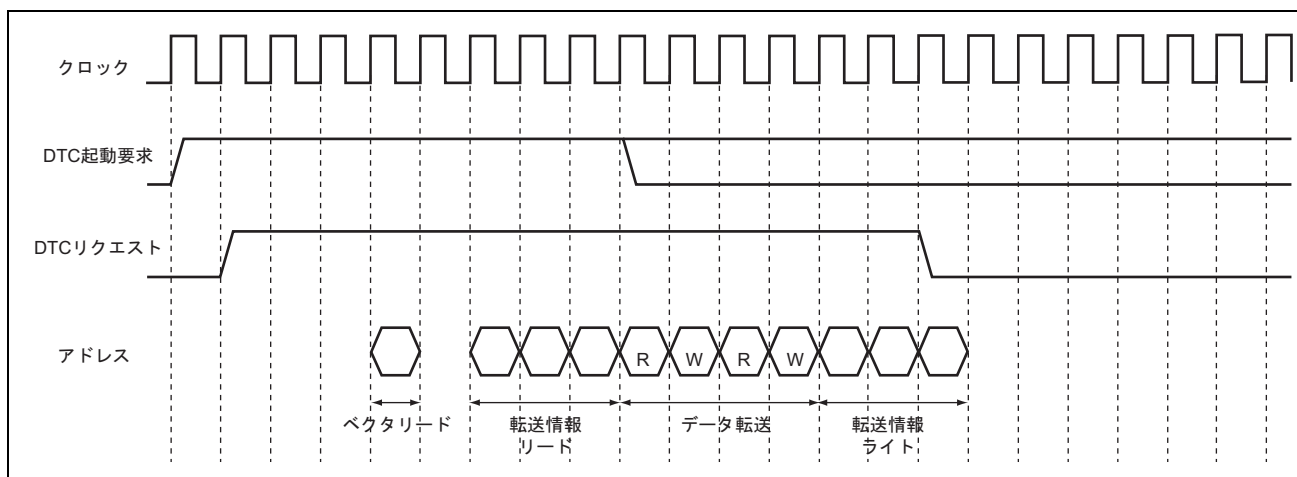 クロック
DTC起動要求
DTCリクエスト
アドレス
R W R W
ベクタリード 転送情報 データ転送 転送情報
リード ライト